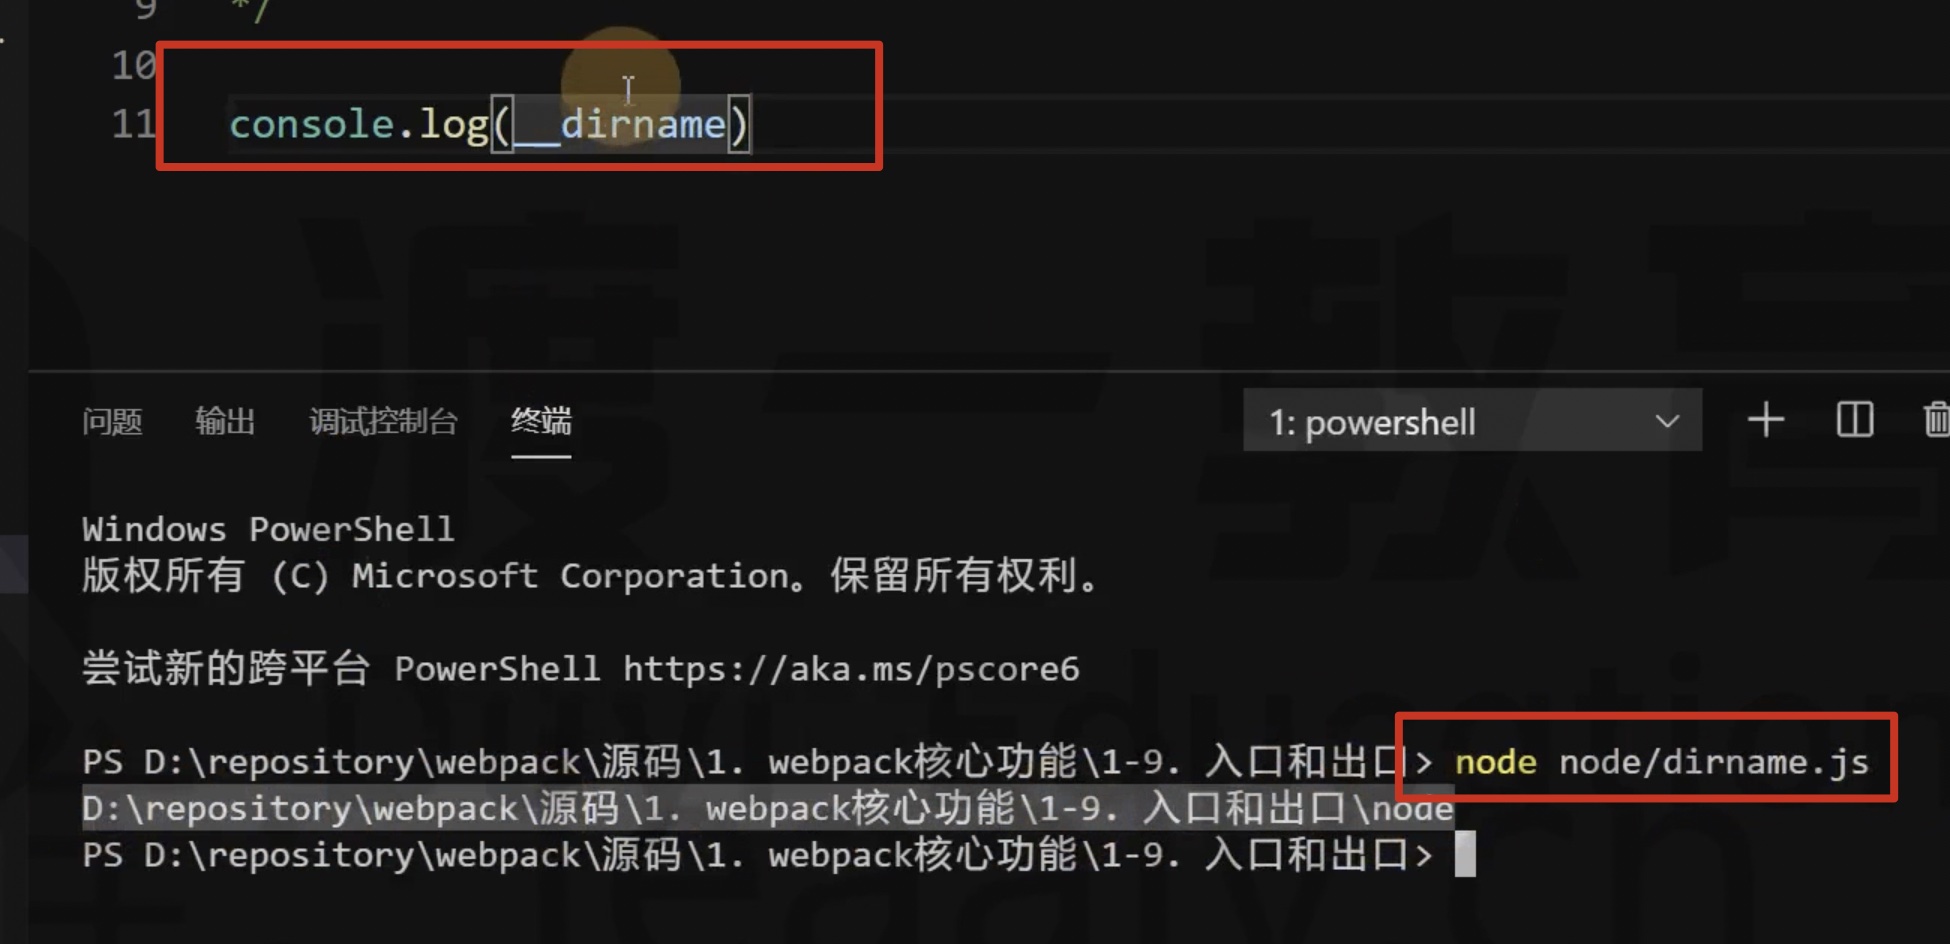 9 */
10
11 console.log(__dirname)
问题 输出 调试控制台 终端 1: powershell
Windows PowerShell
版权所有 (C) Microsoft Corporation。保留所有权利。
尝试新的跨平台 PowerShell https://aka.ms/pscore6
PS D:\repository\webpack\源码\1. webpack核心功能\1-9. 入口和出口> node node/dirname.js
D:\repository\webpack\源码\1. webpack核心功能\1-9. 入口和出口\node
PS D:\repository\webpack\源码\1. webpack核心功能\1-9. 入口和出口>
渡一教育